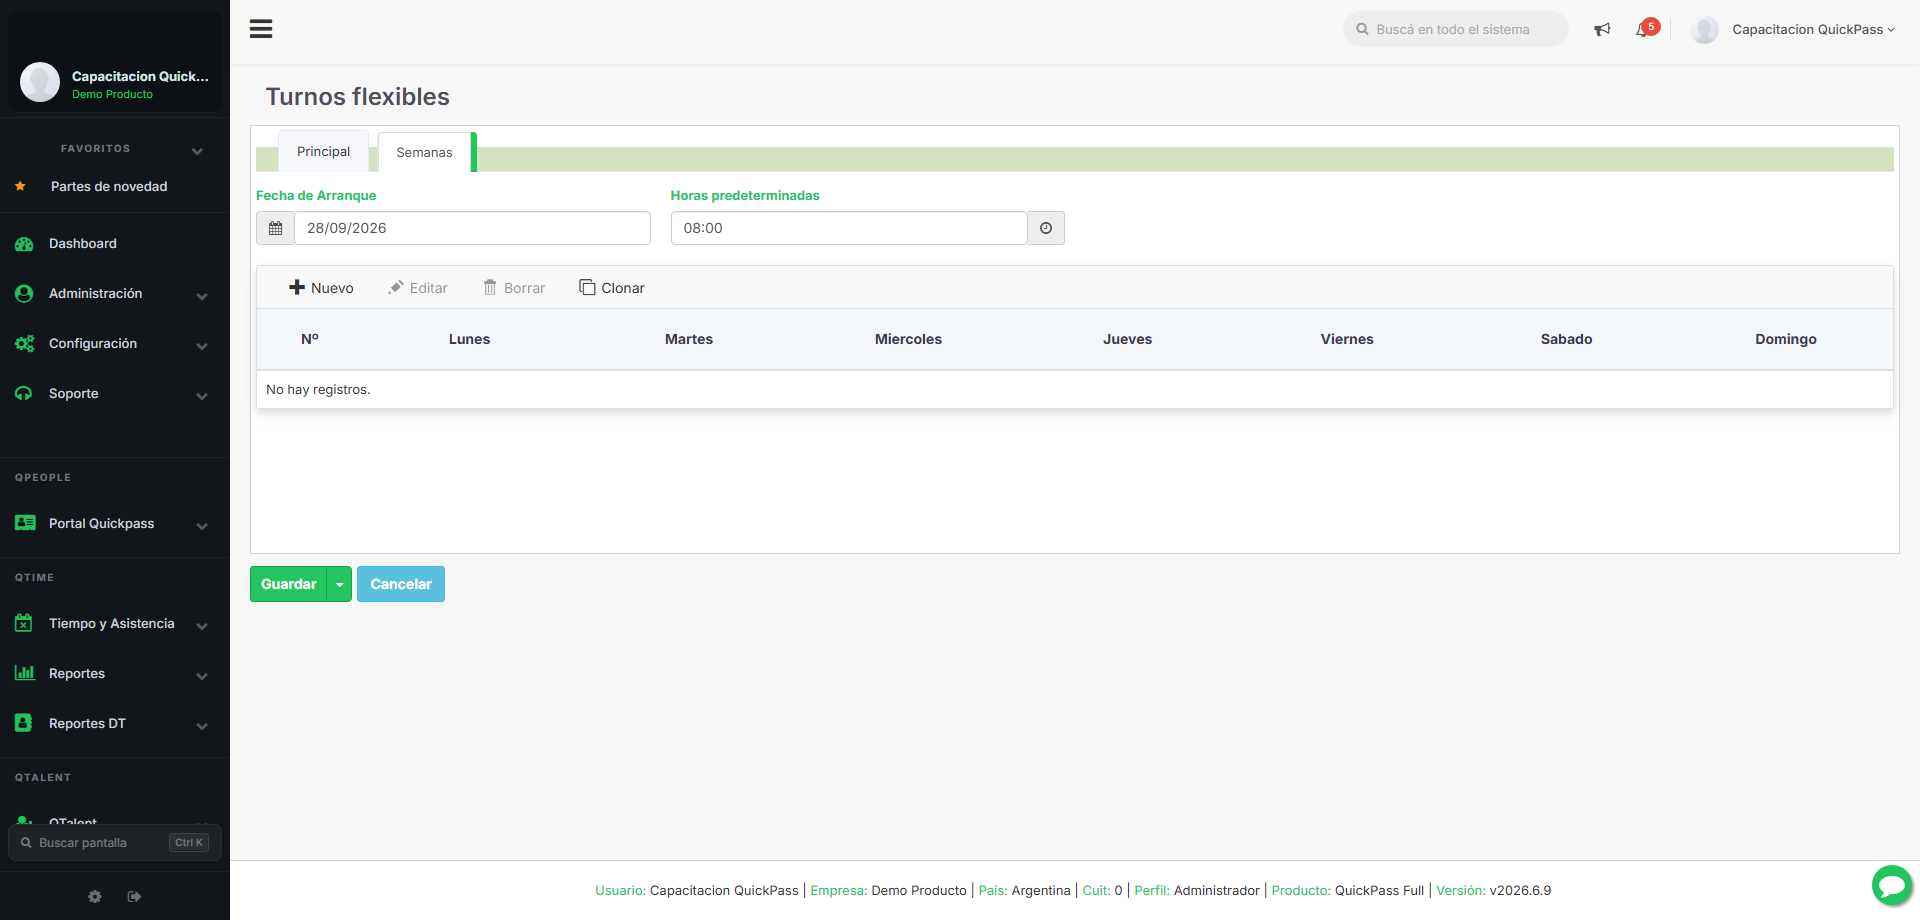 Capacitacion Quick...
Demo Producto
FAVORITOS
Partes de novedad
Dashboard
Administración
Configuración
Soporte
QPEOPLE
Portal Quickpass
QTIME
Tiempo y Asistencia
Reportes
Reportes DT
QTALENT
QTalent
Buscar pantalla
Ctrl K
Buscá en todo el sistema
5
Capacitacion QuickPass
Turnos flexibles
Principal
Semanas
Fecha de Arranque
Horas predeterminadas
28/09/2026
08:00
Nuevo
Editar
Borrar
Clonar
Nº Lunes Martes Miercoles Jueves Viernes Sabado Domingo
No hay registros.
Guardar
Cancelar
Usuario: Capacitacion QuickPass | Empresa: Demo Producto | País: Argentina | Cuit: 0 | Perfil: Administrador | Producto: QuickPass Full | Versión: v2026.6.9